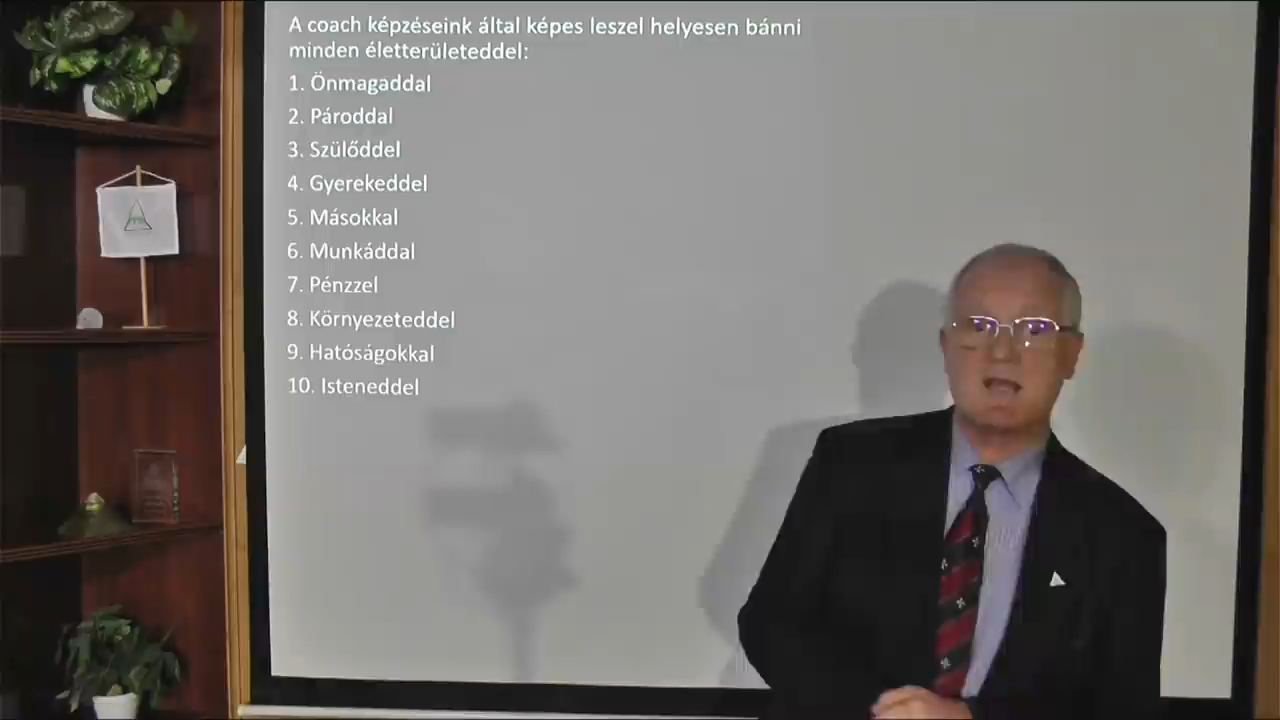 A coach képzéseink által képes leszel helyesen bánni
minden életterületeddel:
1. Önmagaddal
2. Pároddal
3. Szülőddel
4. Gyerekeddel
5. Másokkal
6. Munkáddal
7. Pénzzel
8. Környezeteddel
9. Hatóságokkal
10. Isteneddel